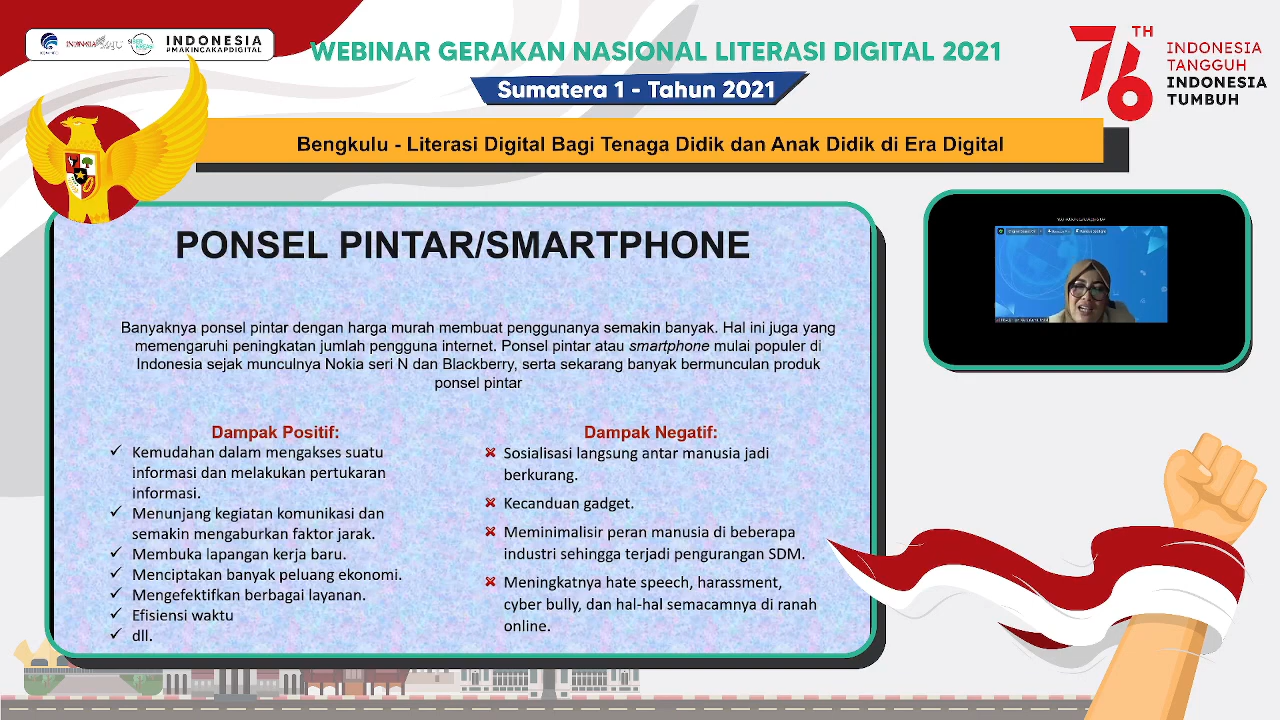 INDONESIA
#MAKINCAKAPDIGITAL
WEBINAR GERAKAN NASIONAL LITERASI DIGITAL 2021
Sumatera 1 - Tahun 2021
76 TH
INDONESIA
TANGGUH
INDONESIA
TUMBUH
Bengkulu - Literasi Digital Bagi Tenaga Didik dan Anak Didik di Era Digital
PONSEL PINTAR/SMARTPHONE
Banyaknya ponsel pintar dengan harga murah membuat penggunanya semakin banyak. Hal ini juga yang
memengaruhi peningkatan jumlah pengguna internet. Ponsel pintar atau smartphone mulai populer di
Indonesia sejak munculnya Nokia seri N dan Blackberry, serta sekarang banyak bermunculan produk
ponsel pintar
Dampak Positif:
✓ Kemudahan dalam mengakses suatu
informasi dan melakukan pertukaran
informasi.
✓ Menunjang kegiatan komunikasi dan
semakin mengaburkan faktor jarak.
✓ Membuka lapangan kerja baru.
✓ Menciptakan banyak peluang ekonomi.
✓ Mengefektifkan berbagai layanan.
✓ Efisiensi waktu
✓ dll.
Dampak Negatif:
Sosialisasi langsung antar manusia jadi
berkurang.
Kecanduan gadget.
Meminimalisir peran manusia di beberapa
industri sehingga terjadi pengurangan SDM.
Meningkatnya hate speech, harassment,
cyber bully, dan hal-hal semacamnya di ranah
online.